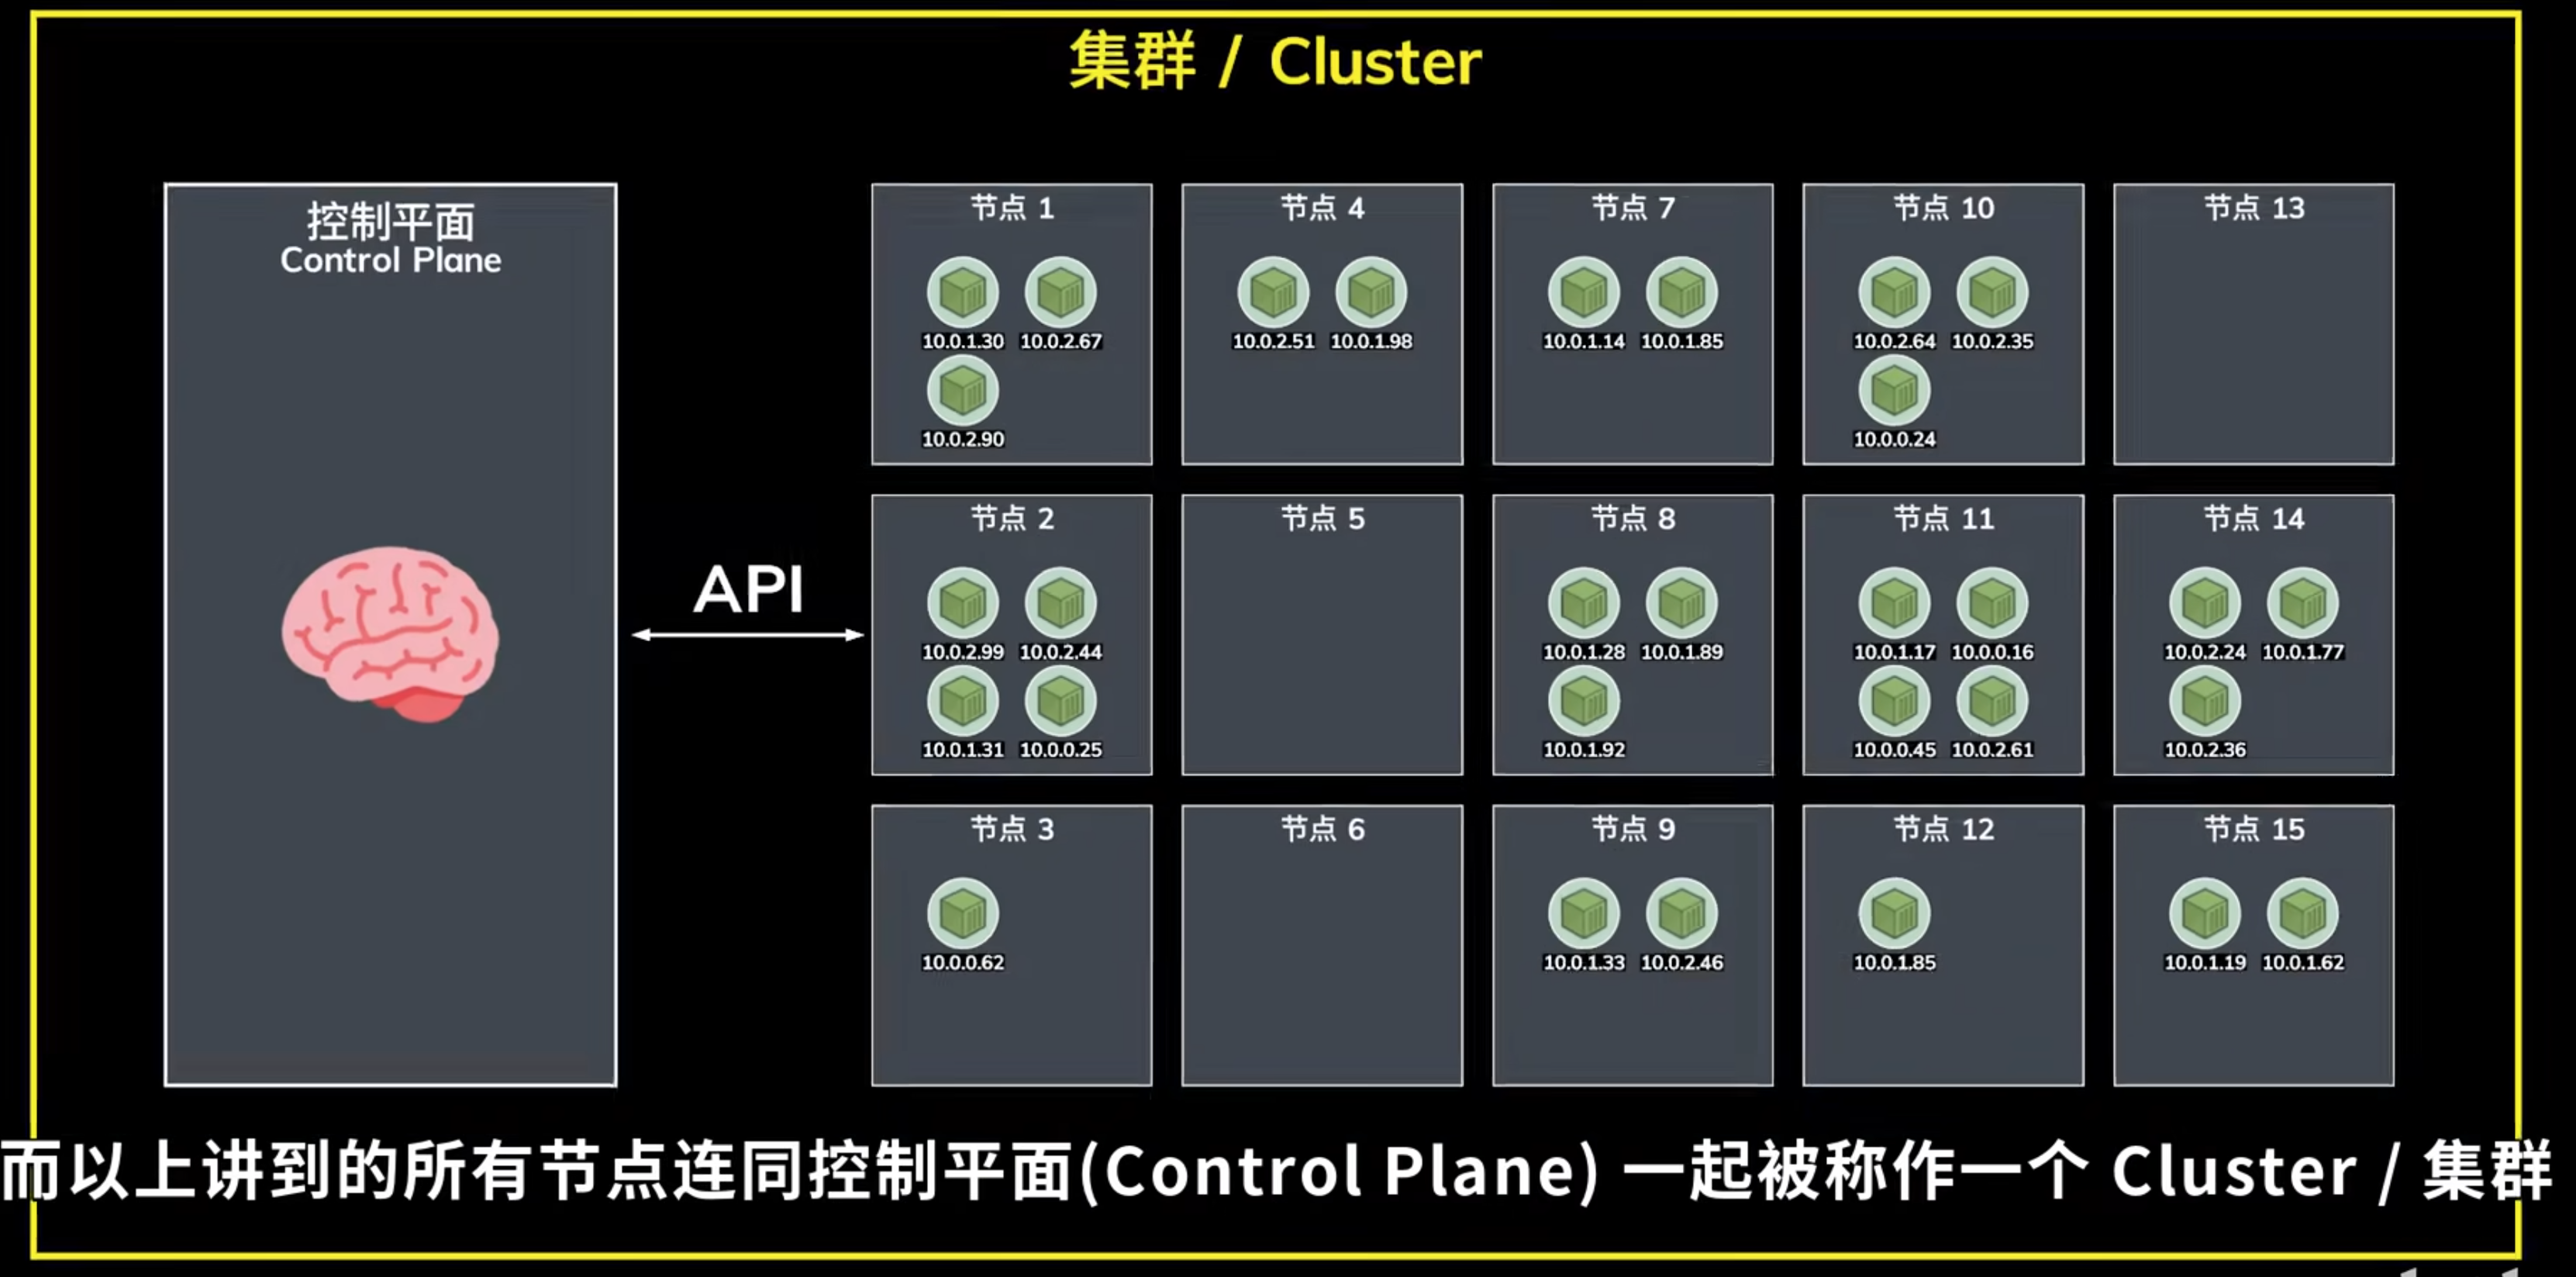 集群 / Cluster
控制平面
Control Plane
API
节点 1
10.0.1.30 10.0.2.67
10.0.2.90
节点 4
10.0.2.51 10.0.1.98
节点 7
10.0.1.14 10.0.1.85
节点 10
10.0.2.64 10.0.2.35
10.0.0.24
节点 13
节点 2
10.0.2.99 10.0.2.44
10.0.1.31 10.0.0.25
节点 5
节点 8
10.0.1.28 10.0.1.89
10.0.1.92
节点 11
10.0.1.17 10.0.0.16
10.0.0.45 10.0.2.61
节点 14
10.0.2.24 10.0.1.77
10.0.2.36
节点 3
10.0.0.62
节点 6
节点 9
10.0.1.33 10.0.2.46
节点 12
10.0.1.85
节点 15
10.0.1.19 10.0.1.62
而以上讲到的所有节点连同控制平面(Control Plane) 一起被称作一个 Cluster / 集群